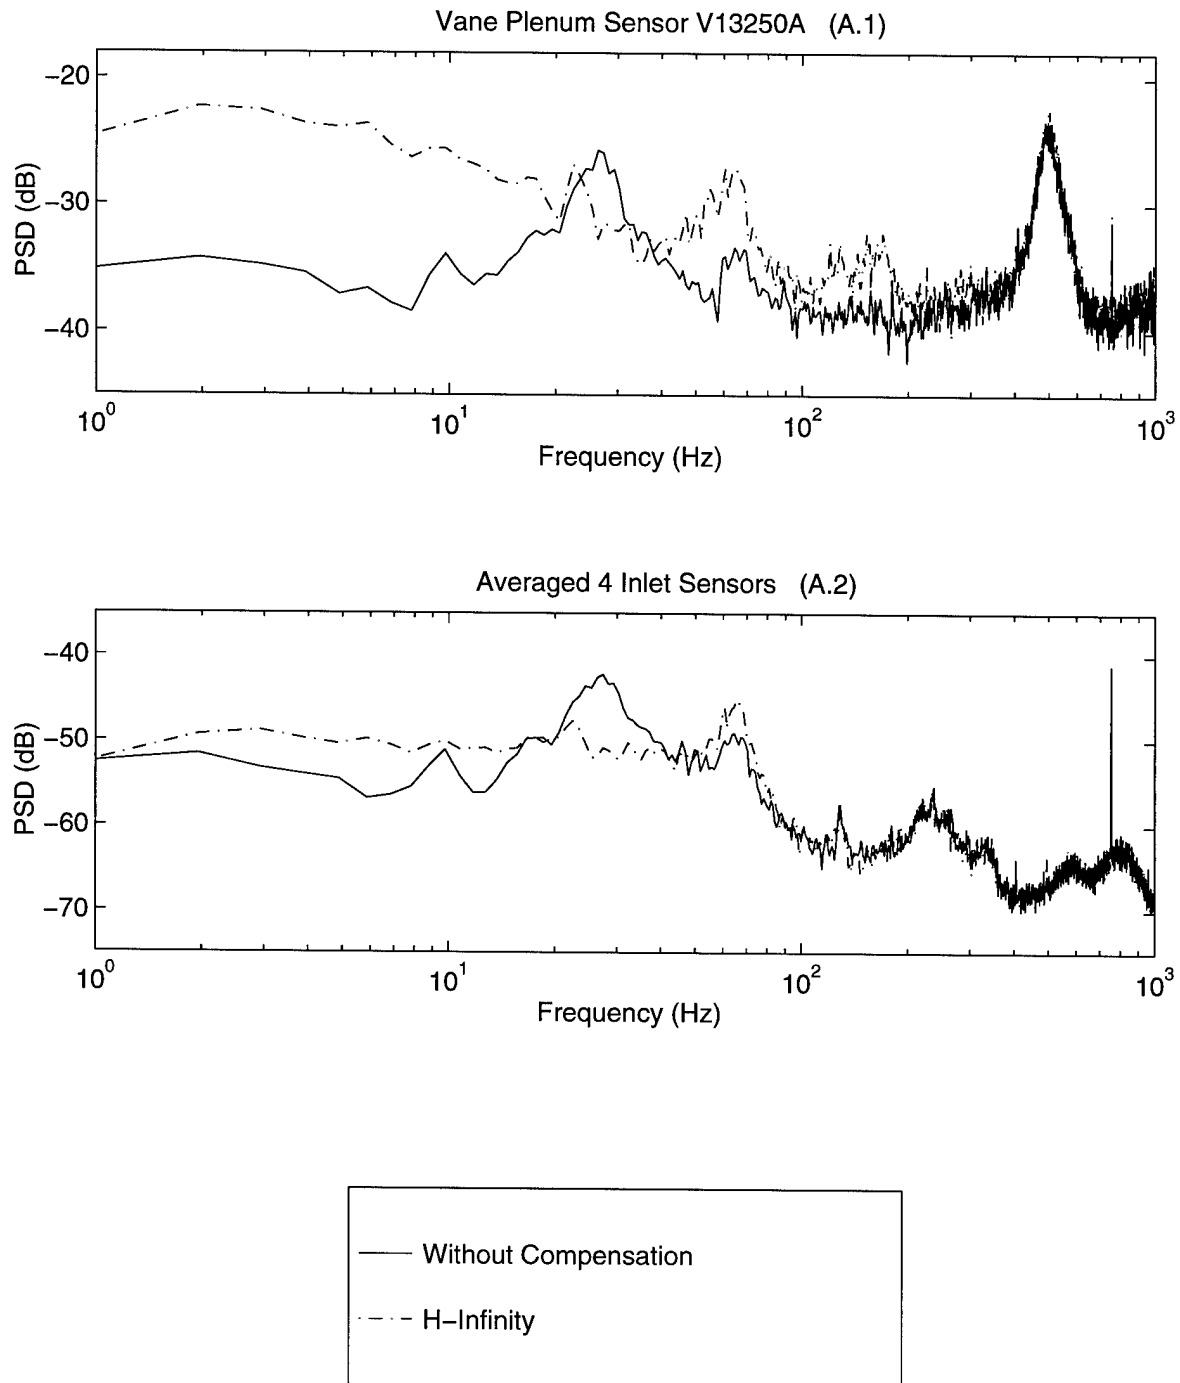 Vane Plenum Sensor V13250A (A.1)
−20
−30
−40
PSD (dB)
10^0
10^1
10^2
10^3
Frequency (Hz)
Averaged 4 Inlet Sensors (A.2)
−40
−50
−60
−70
PSD (dB)
10^0
10^1
10^2
10^3
Frequency (Hz)
Without Compensation
H−Infinity